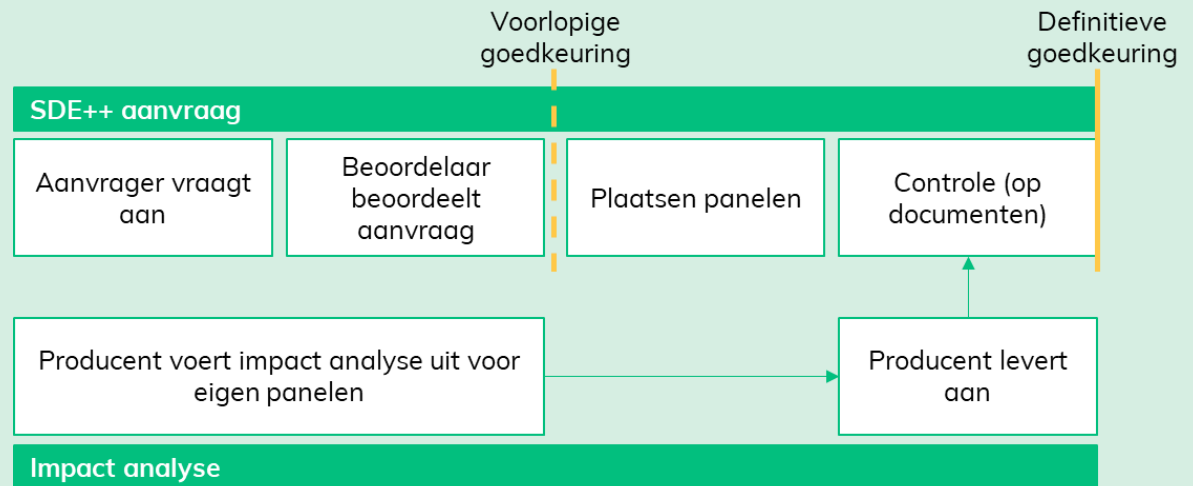 Voorlopige
goedkeuring
Definitieve
goedkeuring
SDE++ aanvraag
Aanvrager vraagt
aan
Beoordelaar
beoordeelt
aanvraag
Plaatsen panelen
Controle (op
documenten)
Producent voert impact analyse uit voor
eigen panelen
Producent levert
aan
Impact analyse